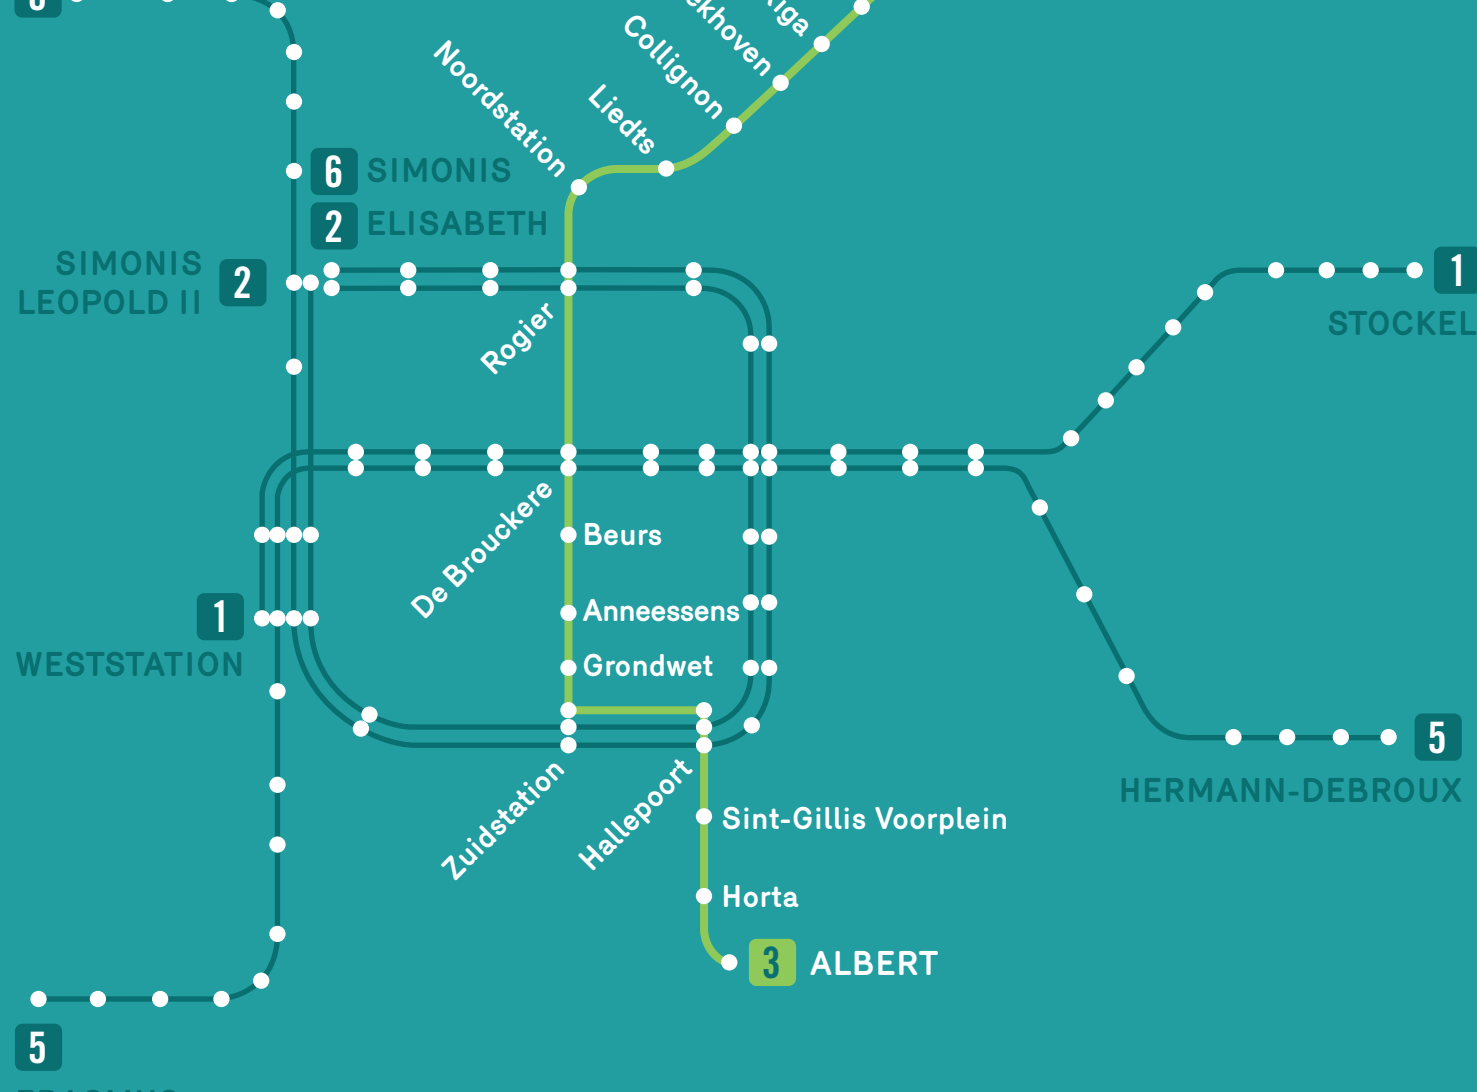 Noordstation
Liedts
Collignon
6 SIMONIS
2 ELISABETH
SIMONIS
LEOPOLD II
2
1
STOCKEL
Rogier
De Brouckere
Beurs
Anneessens
Grondwet
1
WESTSTATION
5
HERMANN-DEBROUX
Zuidstation
Hallepoort
Sint-Gillis Voorplein
Horta
3 ALBERT
5